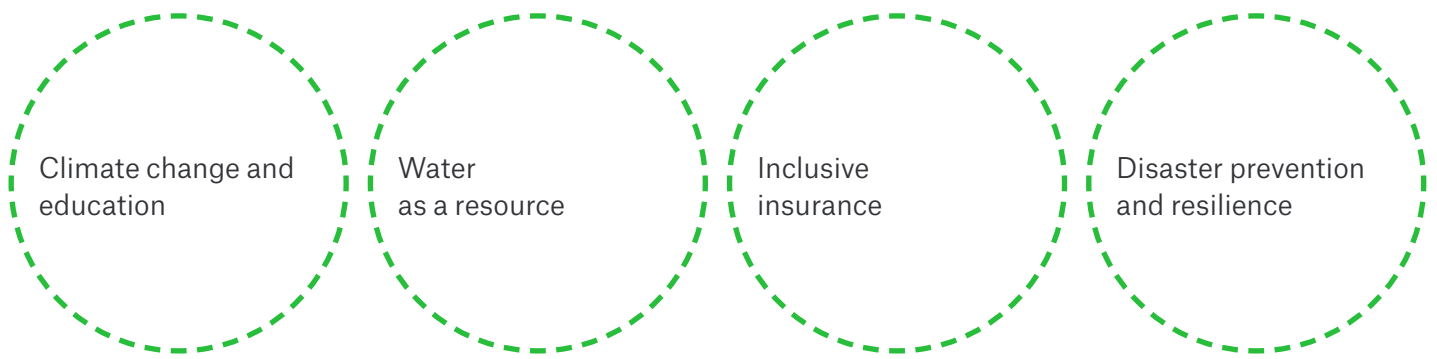 Climate change and
education
Water
as a resource
Inclusive
insurance
Disaster prevention
and resilience